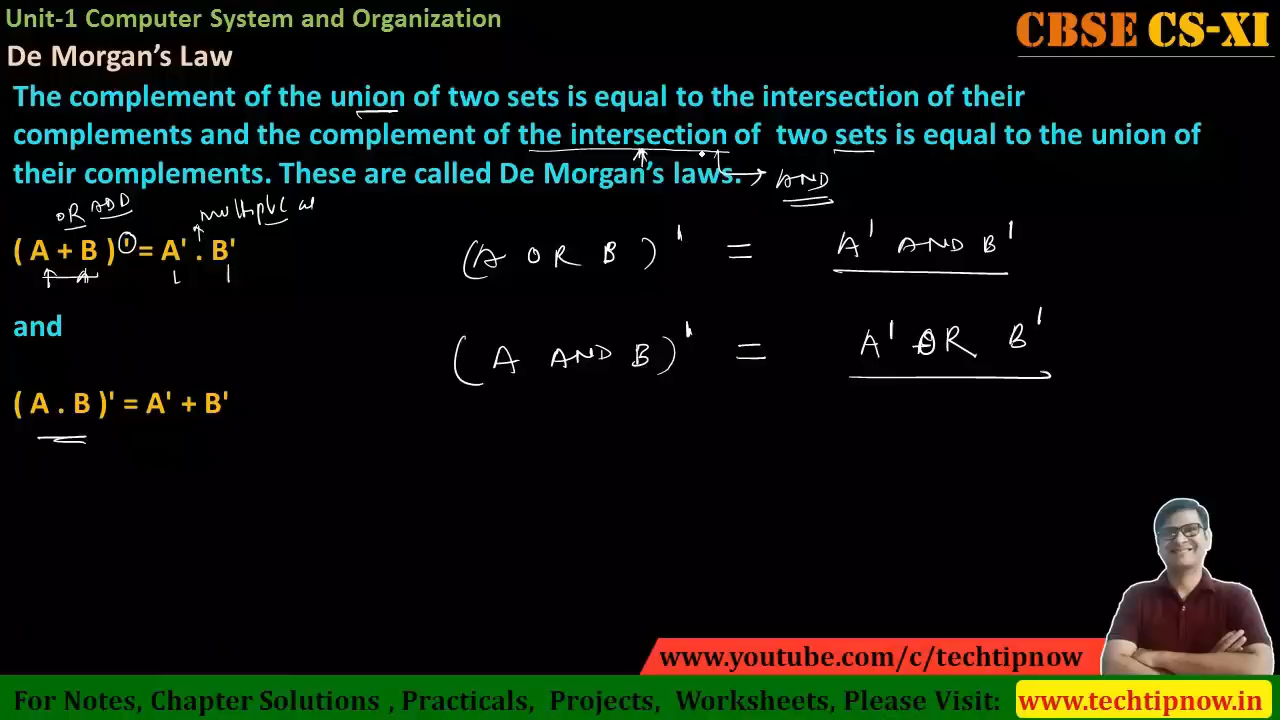 Unit-1 Computer System and Organization
CBSE CS-XI
De Morgan's Law
The complement of the union of two sets is equal to the intersection of their
complements and the complement of the intersection of two sets is equal to the union of
their complements. These are called De Morgan's laws.
AND
OR ADD
( A + B )' = A' . B'
(A OR B)' = A' AND B'
and
(A AND B)' = A' OR B'
( A . B )' = A' + B'
www.youtube.com/c/techtipnow
For Notes, Chapter Solutions , Practicals, Projects, Worksheets, Please Visit: www.techtipnow.in